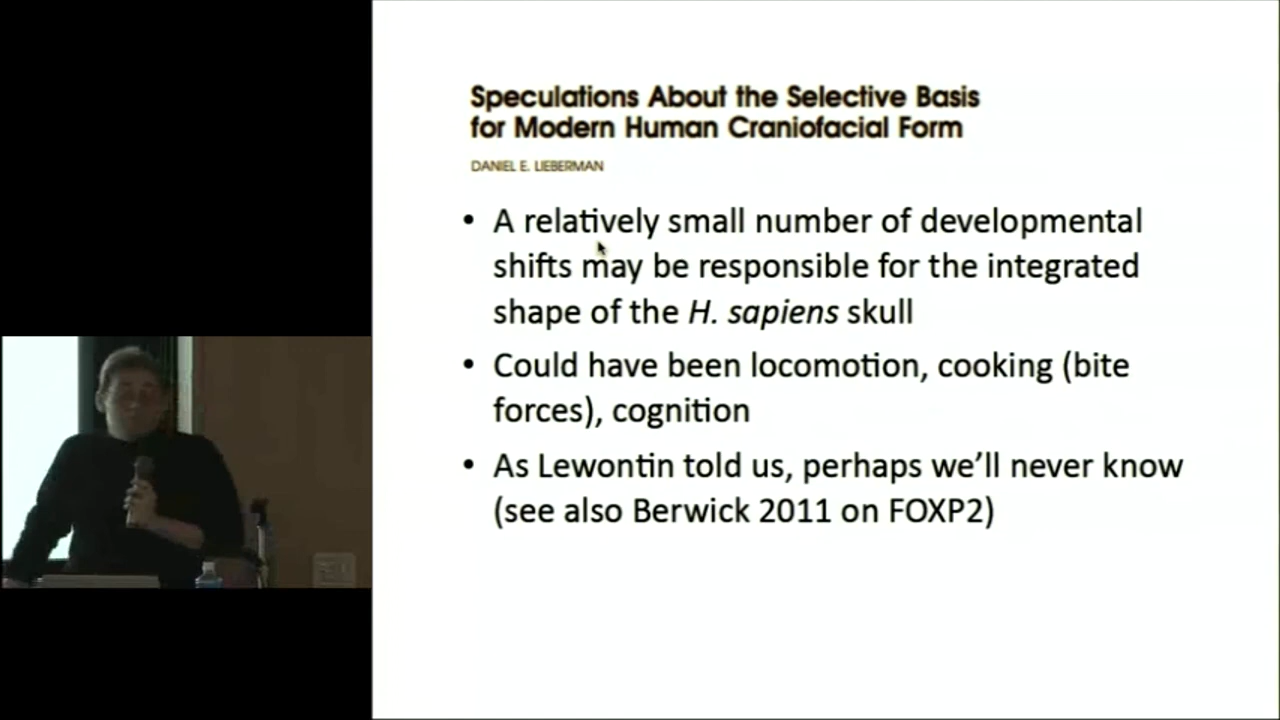 Speculations About the Selective Basis
for Modern Human Craniofacial Form
DANIEL E. LIEBERMAN
• A relatively small number of developmental
shifts may be responsible for the integrated
shape of the H. sapiens skull
• Could have been locomotion, cooking (bite
forces), cognition
• As Lewontin told us, perhaps we'll never know
(see also Berwick 2011 on FOXP2)